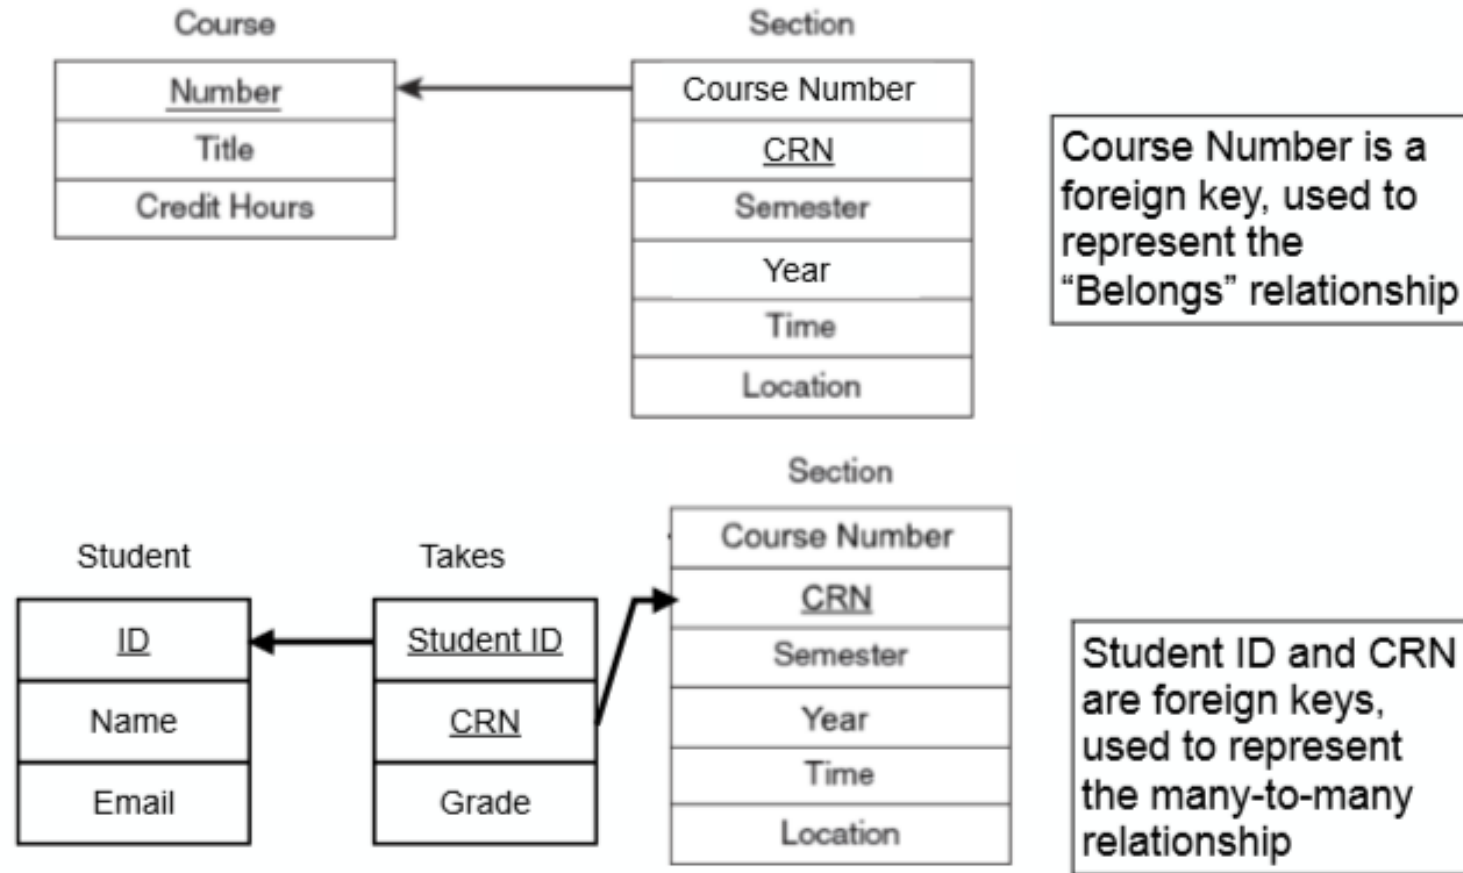 Course
Number
Title
Credit Hours
Section
Course Number
CRN
Semester
Year
Time
Location
Course Number is a
foreign key, used to
represent the
“Belongs” relationship
Student
ID
Name
Email
Takes
Student ID
CRN
Grade
Section
Course Number
CRN
Semester
Year
Time
Location
Student ID and CRN
are foreign keys,
used to represent
the many-to-many
relationship